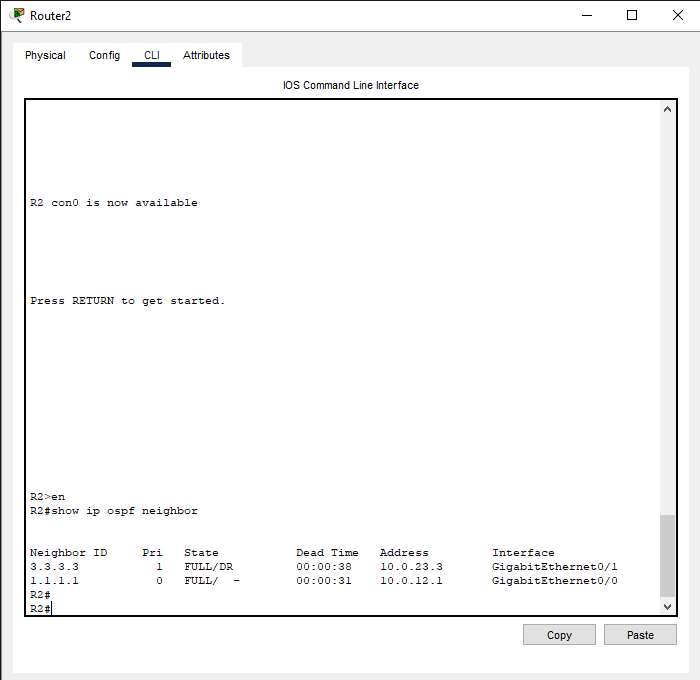 Router2
Physical Config CLI Attributes
IOS Command Line Interface
R2 con0 is now available
Press RETURN to get started.
R2>en
R2#show ip ospf neighbor
Neighbor ID     Pri   State           Dead Time   Address         Interface
3.3.3.3           1   FULL/DR         00:00:38    10.0.23.3       GigabitEthernet0/1
1.1.1.1           0   FULL/  -        00:00:31    10.0.12.1       GigabitEthernet0/0
R2#
R2#
Copy Paste